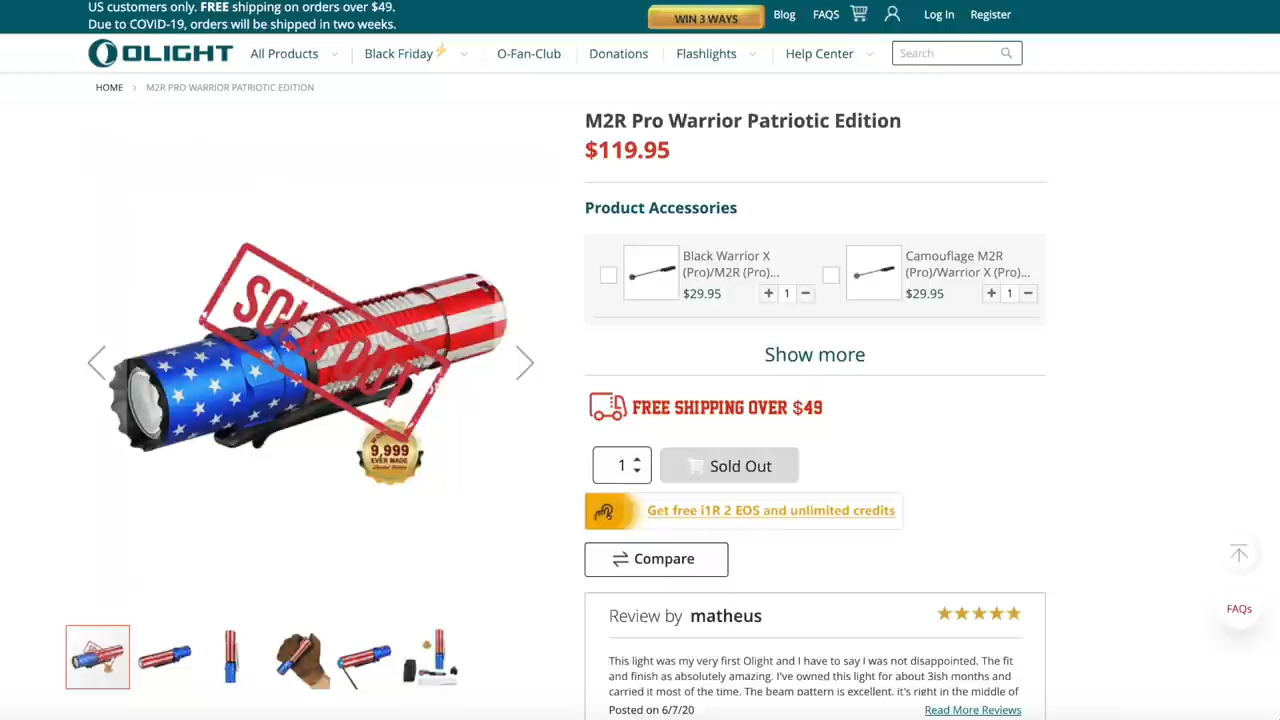 US customers only. FREE shipping on orders over $49.
Due to COVID-19, orders will be shipped in two weeks.
WIN 3 WAYS
Blog
FAQS
Log In
Register
OLIGHT
All Products
Black Friday
O-Fan-Club
Donations
Flashlights
Help Center
Search
HOME > M2R PRO WARRIOR PATRIOTIC EDITION
M2R Pro Warrior Patriotic Edition
$119.95
Product Accessories
Black Warrior X
(Pro)/M2R (Pro)...
$29.95
+ 1 −
Camouflage M2R
(Pro)/Warrior X (Pro)...
$29.95
+ 1 −
SOLD OUT
9,999
EVER MADE
Limited Edition
Show more
FREE SHIPPING OVER $49
1
Sold Out
Get free i1R 2 EOS and unlimited credits
Compare
FAQs
Review by matheus
This light was my very first Olight and I have to say I was not disappointed. The fit
and finish as absolutely amazing. I've owned this light for about 3ish months and
carried it most of the time. The beam pattern is excellent. it's right in the middle of
Posted on 6/7/20
Read More Reviews